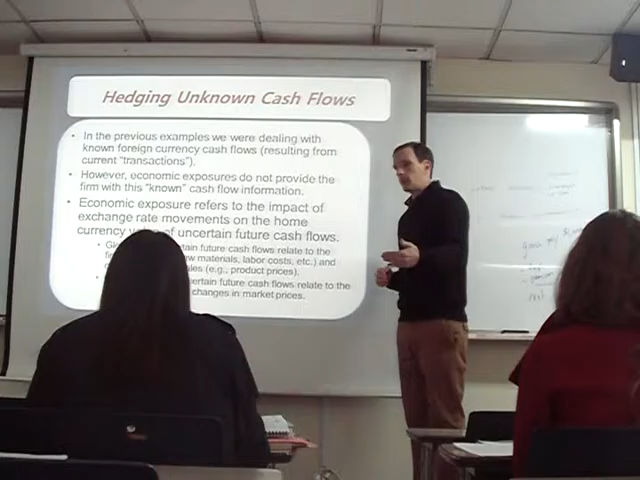 Hedging Unknown Cash Flows
• In the previous examples we were dealing with
known foreign currency cash flows (resulting from
current "transactions").
• However, economic exposures do not provide the
firm with this "known" cash flow information.
• Economic exposure refers to the impact of
exchange rate movements on the home
currency of uncertain future cash flows.
• future cash flows relate to the
materials, labor costs, etc.) and
(e.g., product prices).
future cash flows relate to the
changes in market prices.